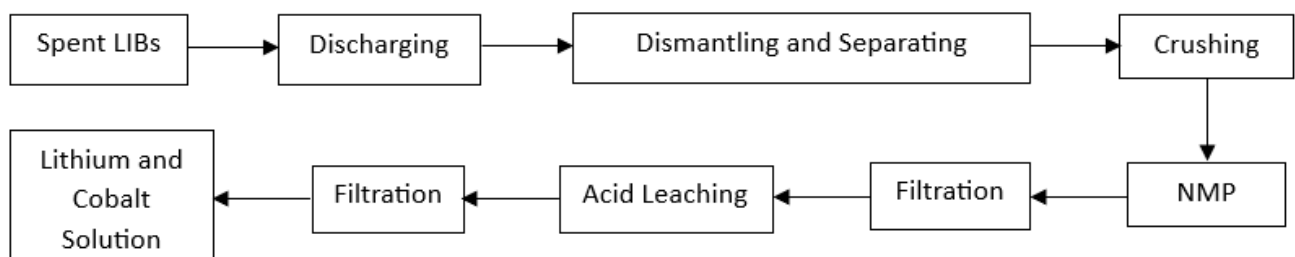 Spent LIBs
Discharging
Dismantling and Separating
Crushing
NMP
Filtration
Acid Leaching
Filtration
Lithium and
Cobalt
Solution